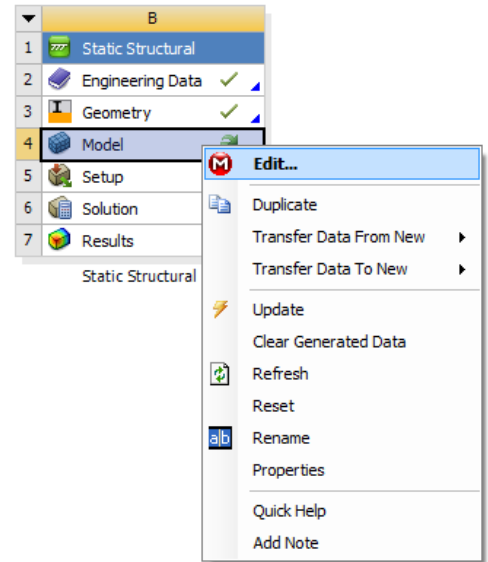 B
1 Static Structural
2 Engineering Data
3 Geometry
4 Model
5 Setup
6 Solution
7 Results
Static Structural
Edit...
Duplicate
Transfer Data From New
Transfer Data To New
Update
Clear Generated Data
Refresh
Reset
a|b Rename
Properties
Quick Help
Add Note